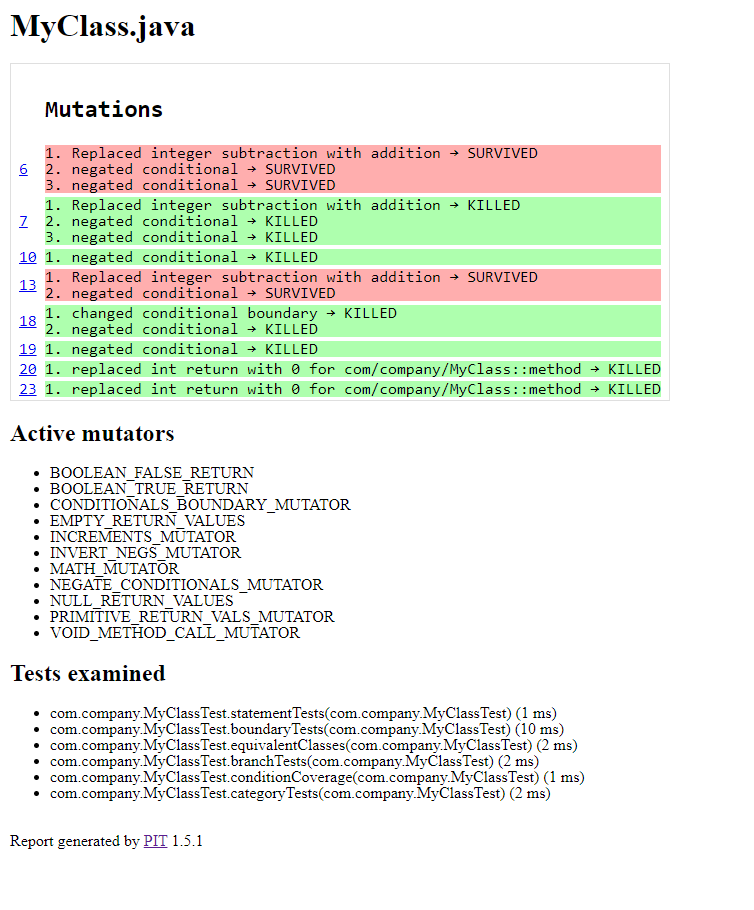 MyClass.java
Mutations
6
1. Replaced integer subtraction with addition → SURVIVED
2. negated conditional → SURVIVED
3. negated conditional → SURVIVED
7
1. Replaced integer subtraction with addition → KILLED
2. negated conditional → KILLED
3. negated conditional → KILLED
10 1. negated conditional → KILLED
13
1. Replaced integer subtraction with addition → SURVIVED
2. negated conditional → SURVIVED
18
1. changed conditional boundary → KILLED
2. negated conditional → KILLED
19 1. negated conditional → KILLED
20 1. replaced int return with 0 for com/company/MyClass::method → KILLED
23 1. replaced int return with 0 for com/company/MyClass::method → KILLED
Active mutators
• BOOLEAN_FALSE_RETURN
• BOOLEAN_TRUE_RETURN
• CONDITIONALS_BOUNDARY_MUTATOR
• EMPTY_RETURN_VALUES
• INCREMENTS_MUTATOR
• INVERT_NEGS_MUTATOR
• MATH_MUTATOR
• NEGATE_CONDITIONALS_MUTATOR
• NULL_RETURN_VALUES
• PRIMITIVE_RETURN_VALS_MUTATOR
• VOID_METHOD_CALL_MUTATOR
Tests examined
• com.company.MyClassTest.statementTests(com.company.MyClassTest) (1 ms)
• com.company.MyClassTest.boundaryTests(com.company.MyClassTest) (10 ms)
• com.company.MyClassTest.equivalentClasses(com.company.MyClassTest) (2 ms)
• com.company.MyClassTest.branchTests(com.company.MyClassTest) (2 ms)
• com.company.MyClassTest.conditionCoverage(com.company.MyClassTest) (1 ms)
• com.company.MyClassTest.categoryTests(com.company.MyClassTest) (2 ms)
Report generated by PIT 1.5.1